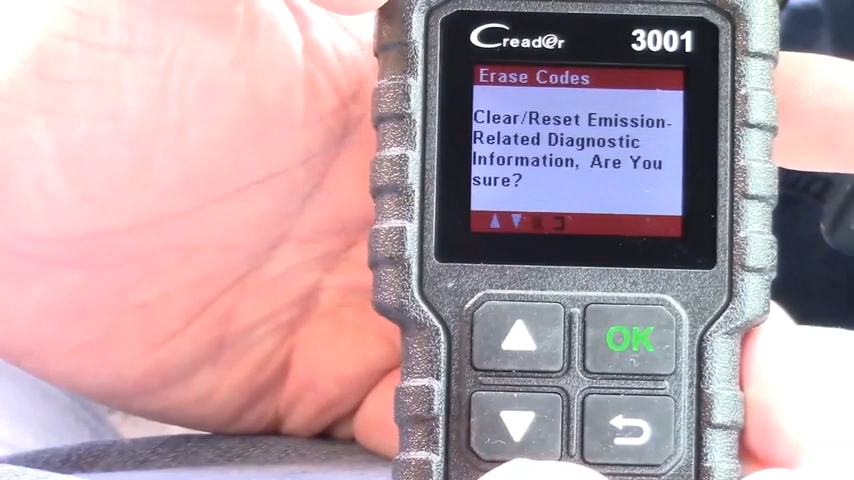 Creader 3001
Erase Codes
Clear/Reset Emission-
Related Diagnostic
Information, Are You
sure?
OK